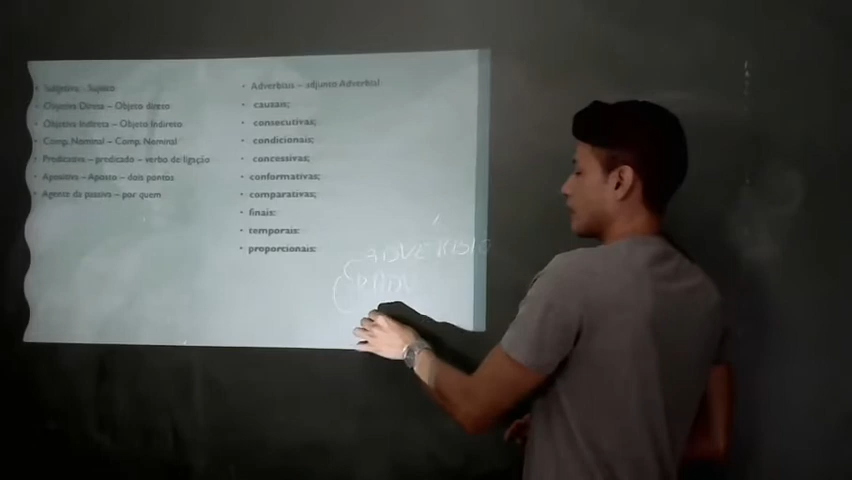 Subjetiva - Sujeito
• Objetiva Direta – Objeto direto
• Objetiva Indireta – Objeto Indireto
• Comp. Nominal – Comp. Nominal
• Predicativa – predicado – verbo de ligação
• Apositiva – Aposto – dois pontos
• Agente da passiva – por quem
• Adverbiais – adjunto Adverbial
• causais;
• consecutivas;
• condicionais;
• concessivas;
• conformativas;
• comparativas;
• finais;
• temporais;
• proporcionais;
ADVÉRBIO